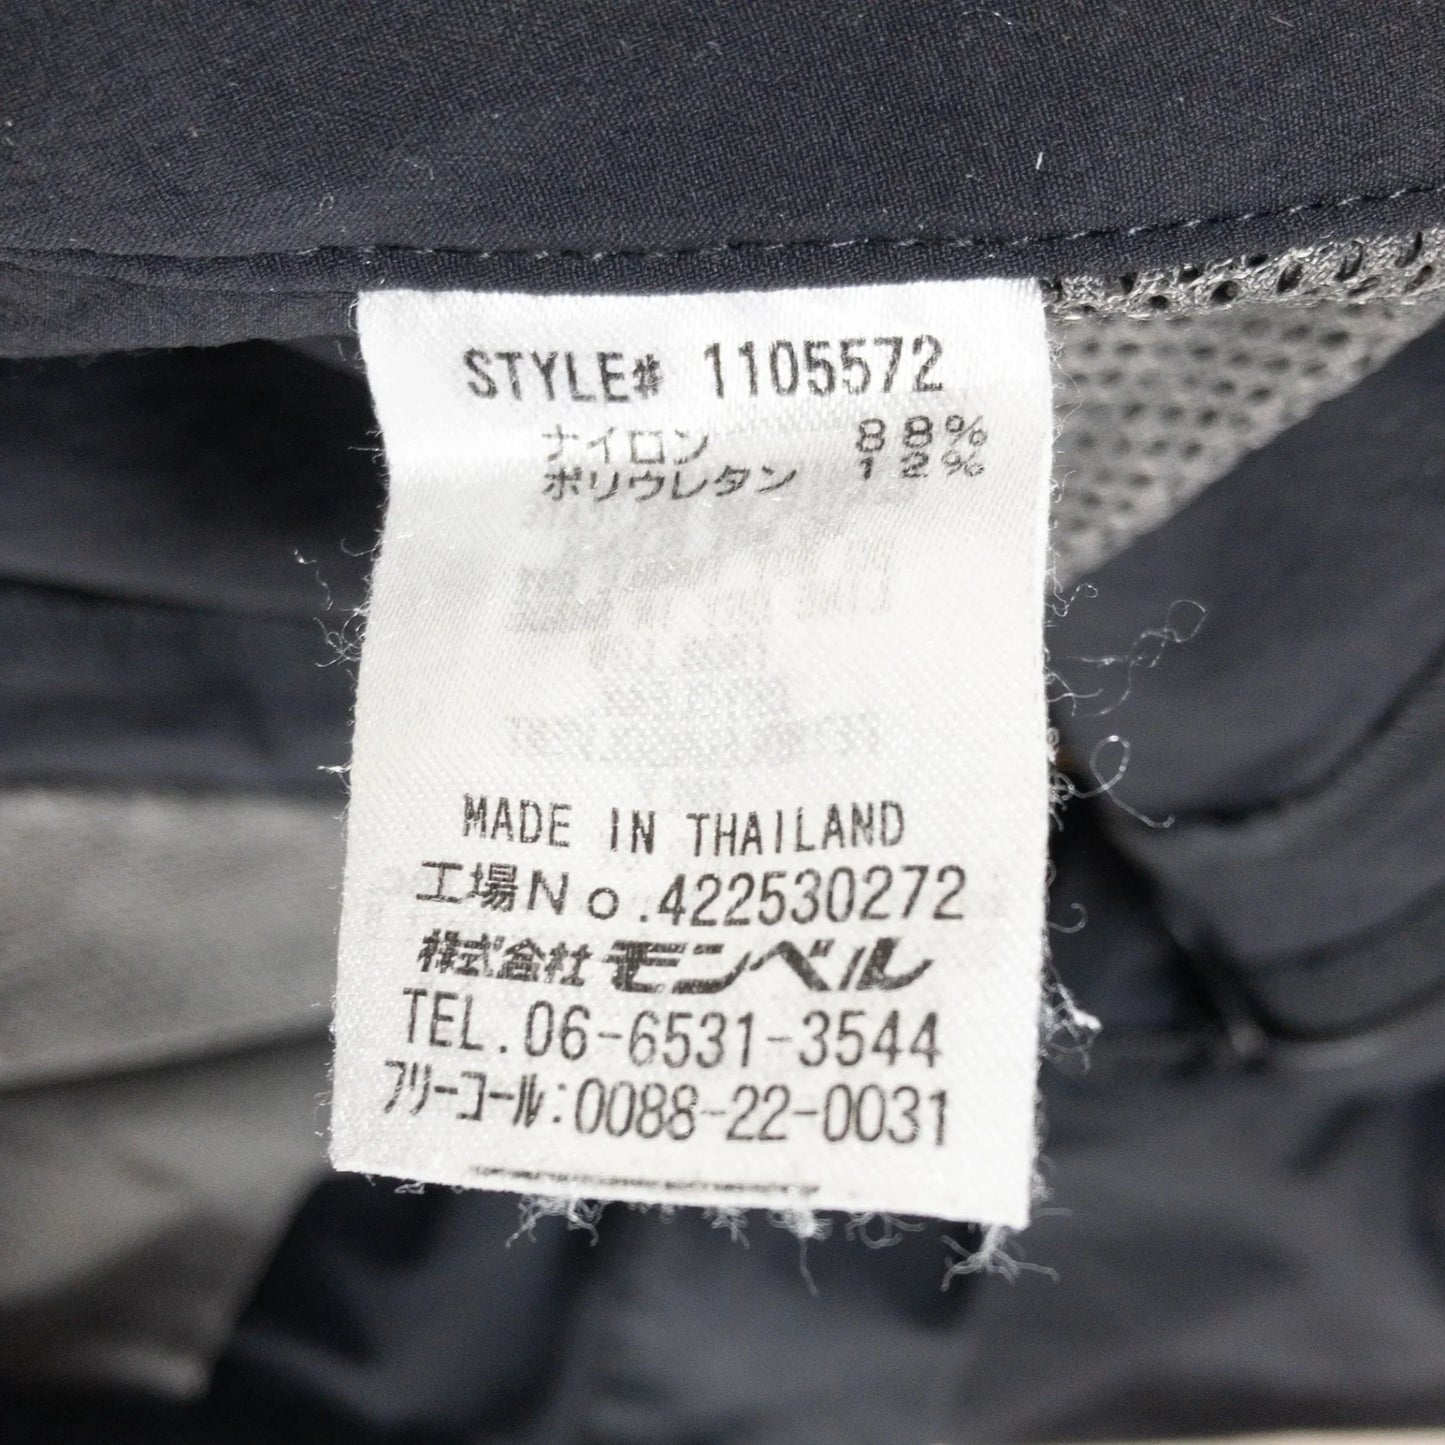 STYLE# 1105572
ナイロン 88%
ポリウレタン 12%
MADE IN THAILAND
工場No.422530272
株式会社モンベル
TEL.06-6531-3544
フリーコール:0088-22-0031